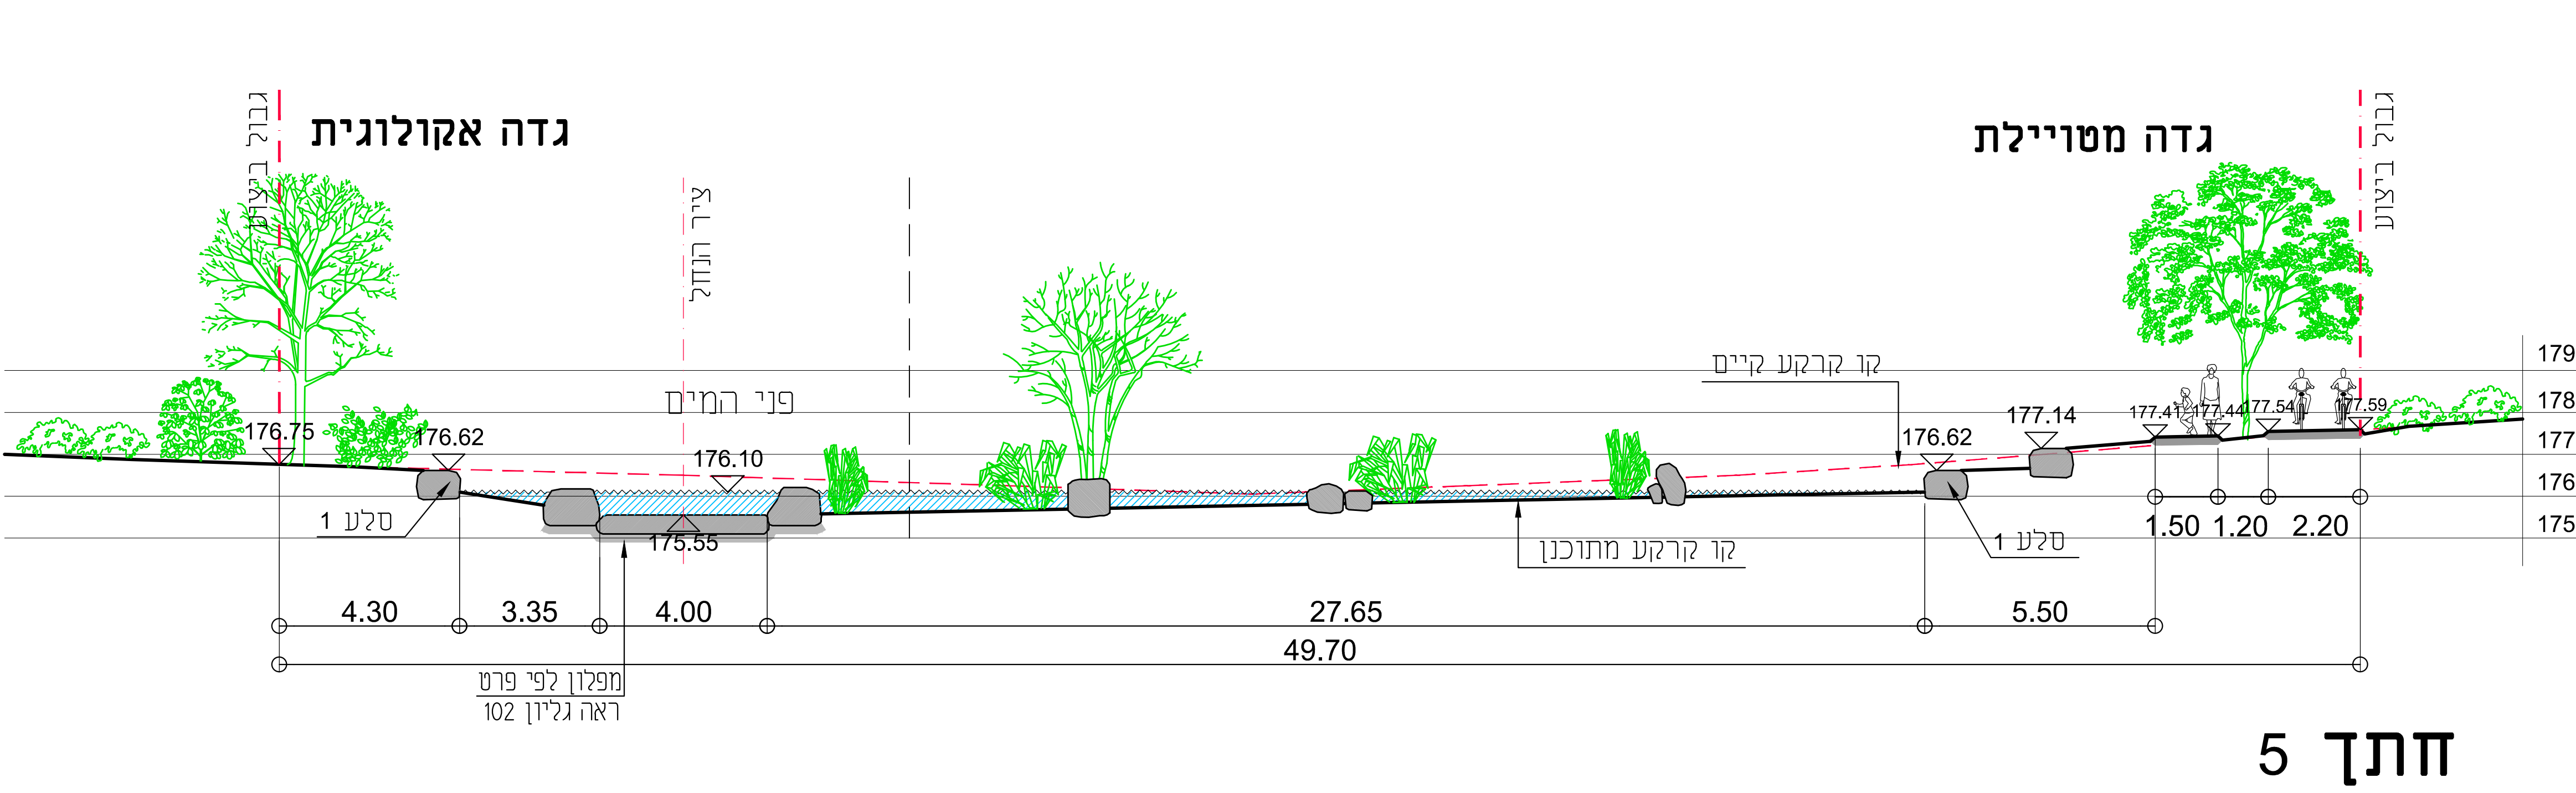 גבול ביצוע
גדה אקולוגית
ציר הנחל
גדה מטויילת
גבול ביצוע
פני המים
קו קרקע קיים
176.75
176.62
176.10
176.62
177.14
177.41
177.44
177.54
177.59
179
178
177
176
175
סלע 1
175.55
קו קרקע מתוכנן
סלע 1
1.50
1.20
2.20
4.30
3.35
4.00
27.65
5.50
49.70
מפלון לפי פרט
ראה גליון 102
חתך 5